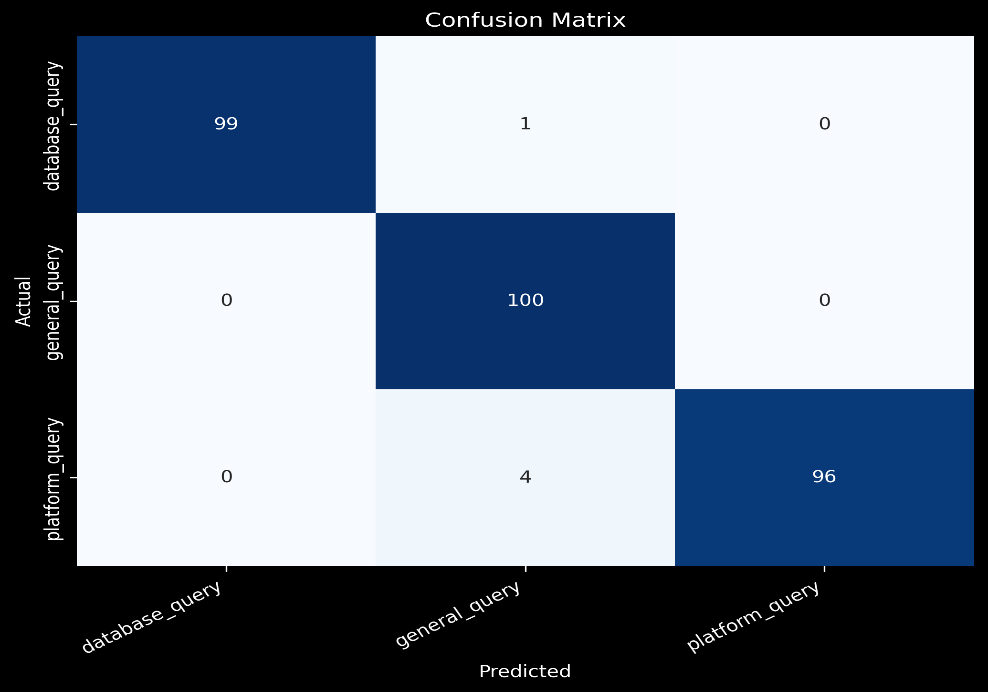 Confusion Matrix
Actual
database_query
99
1
0
general_query
0
100
0
platform_query
0
4
96
database_query
general_query
platform_query
Predicted